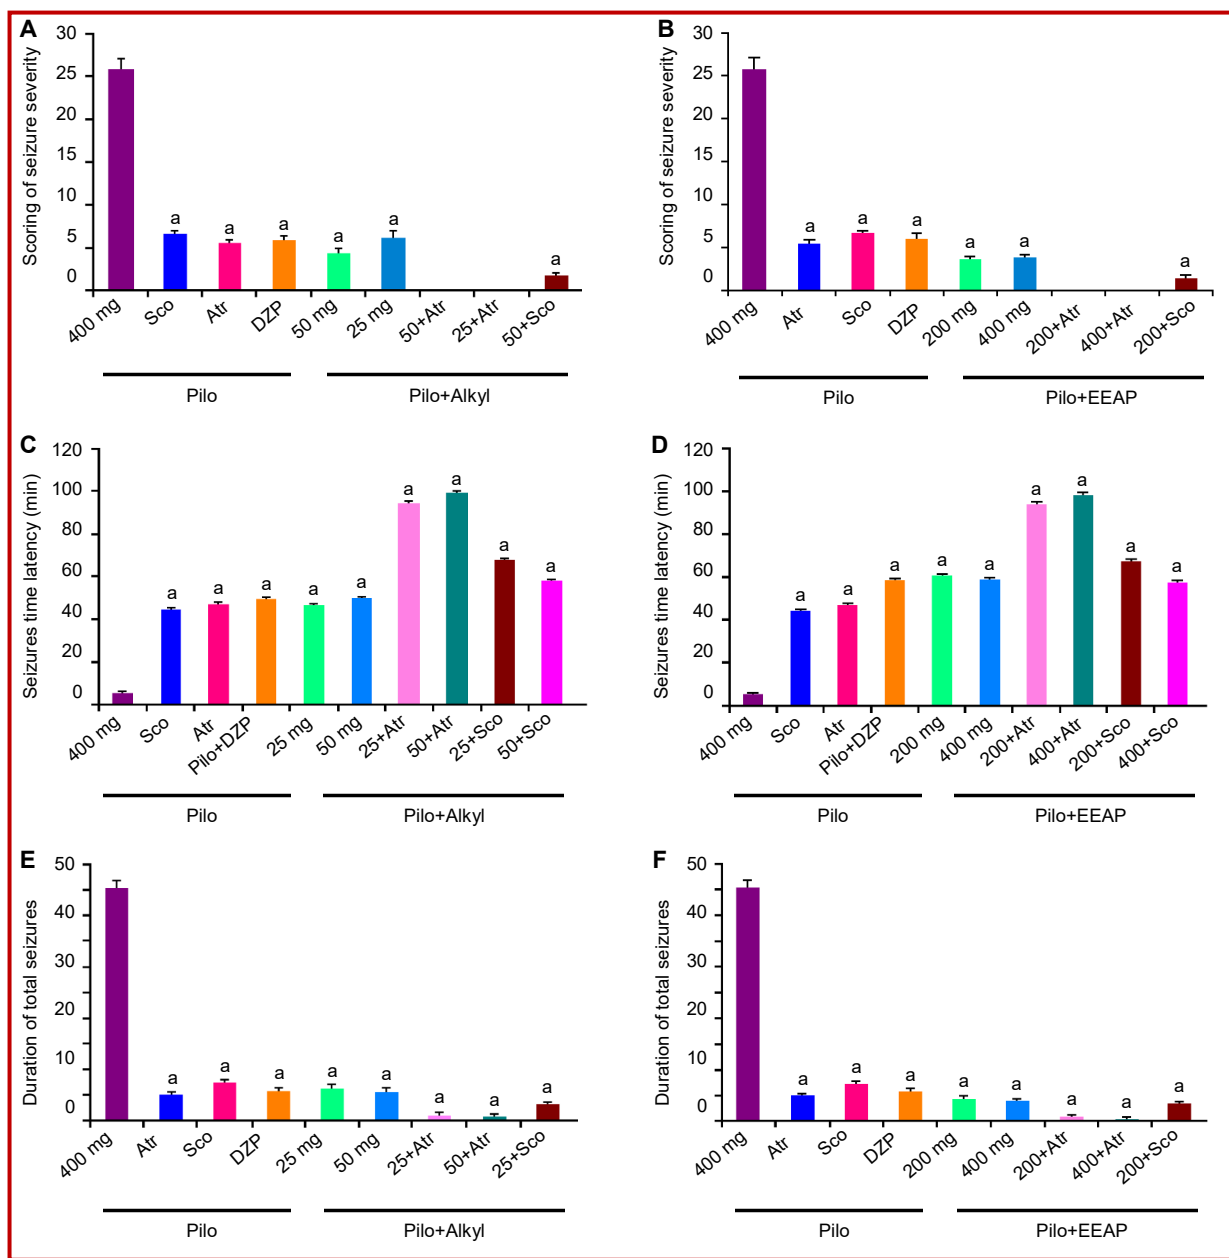 A
Scoring of seizure severity
30
25
20
15
10
5
0
a a a a a a
400 mg Sco Atr DZP 50 mg 25 mg 50+Atr 25+Atr 50+Sco
Pilo Pilo+Alkyl
B
Scoring of seizure severity
30
25
20
15
10
5
0
a a a a a a
400 mg Atr Sco DZP 200 mg 400 mg 200+Atr 400+Atr 200+Sco
Pilo Pilo+EEAP
C
Seizures time latency (min)
120
100
80
60
40
20
0
a a a a a a a a a
400 mg Sco Atr Pilo+DZP 25 mg 50 mg 25+Atr 50+Atr 25+Sco 50+Sco
Pilo Pilo+Alkyl
D
Seizures time latency (min)
120
100
80
60
40
20
0
a a a a a a a a a
400 mg Sco Atr Pilo+DZP 200 mg 400 mg 200+Atr 400+Atr 200+Sco 400+Sco
Pilo Pilo+EEAP
E
Duration of total seizures
50
40
30
20
10
0
a a a a a a a a
400 mg Atr Sco DZP 25 mg 50 mg 25+Atr 50+Atr 25+Sco
Pilo Pilo+Alkyl
F
Duration of total seizures
50
40
30
20
10
0
a a a a a a a a
400 mg Atr Sco DZP 200 mg 400 mg 200+Atr 400+Atr 200+Sco
Pilo Pilo+EEAP